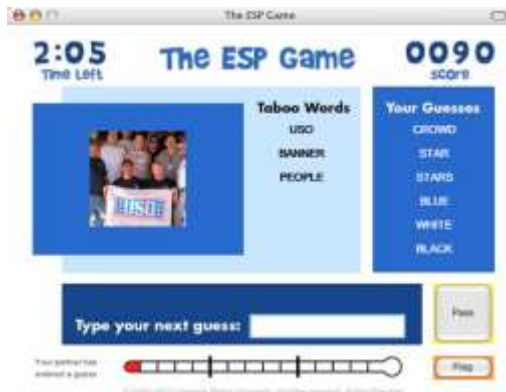 The ESP Game
2:05
Time Left
The ESP Game
0090
score
Taboo Words
USO
BANNER
PEOPLE
Your Guesses
CROWD
STAR
STARS
BLUE
WHITE
BLACK
USO
Type your next guess:
Pass
Your partner has
entered a guess
Flag